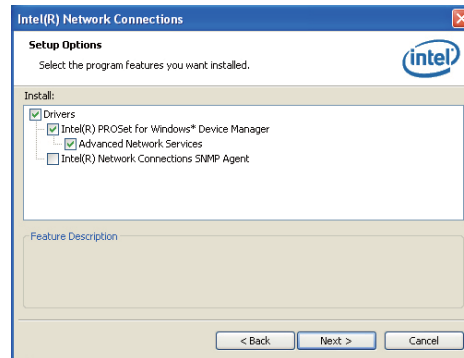 Intel(R) Network Connections
Setup Options
Select the program features you want installed.
intel
Install:
Drivers
Intel(R) PROSet for Windows* Device Manager
Advanced Network Services
Intel(R) Network Connections SNMP Agent
Feature Description
< Back
Next >
Cancel